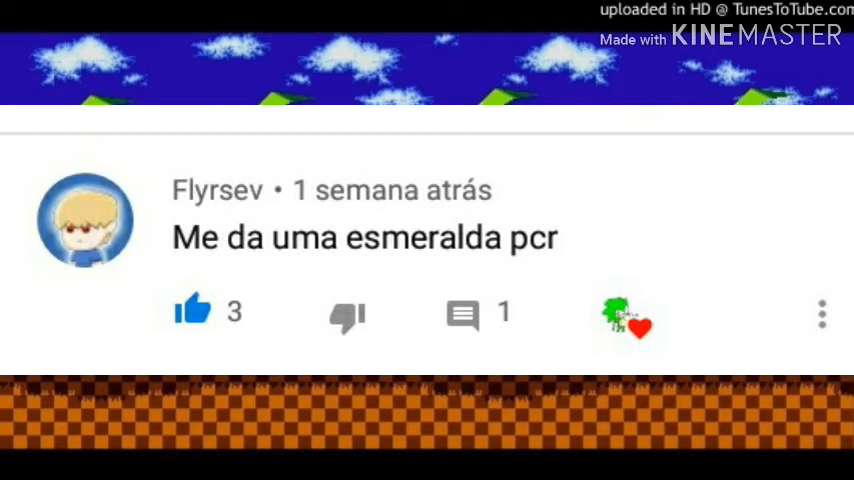 uploaded in HD @ TunesToTube.com
Made with KINEMASTER
Flyrsev • 1 semana atrás
Me da uma esmeralda pcr
3
1